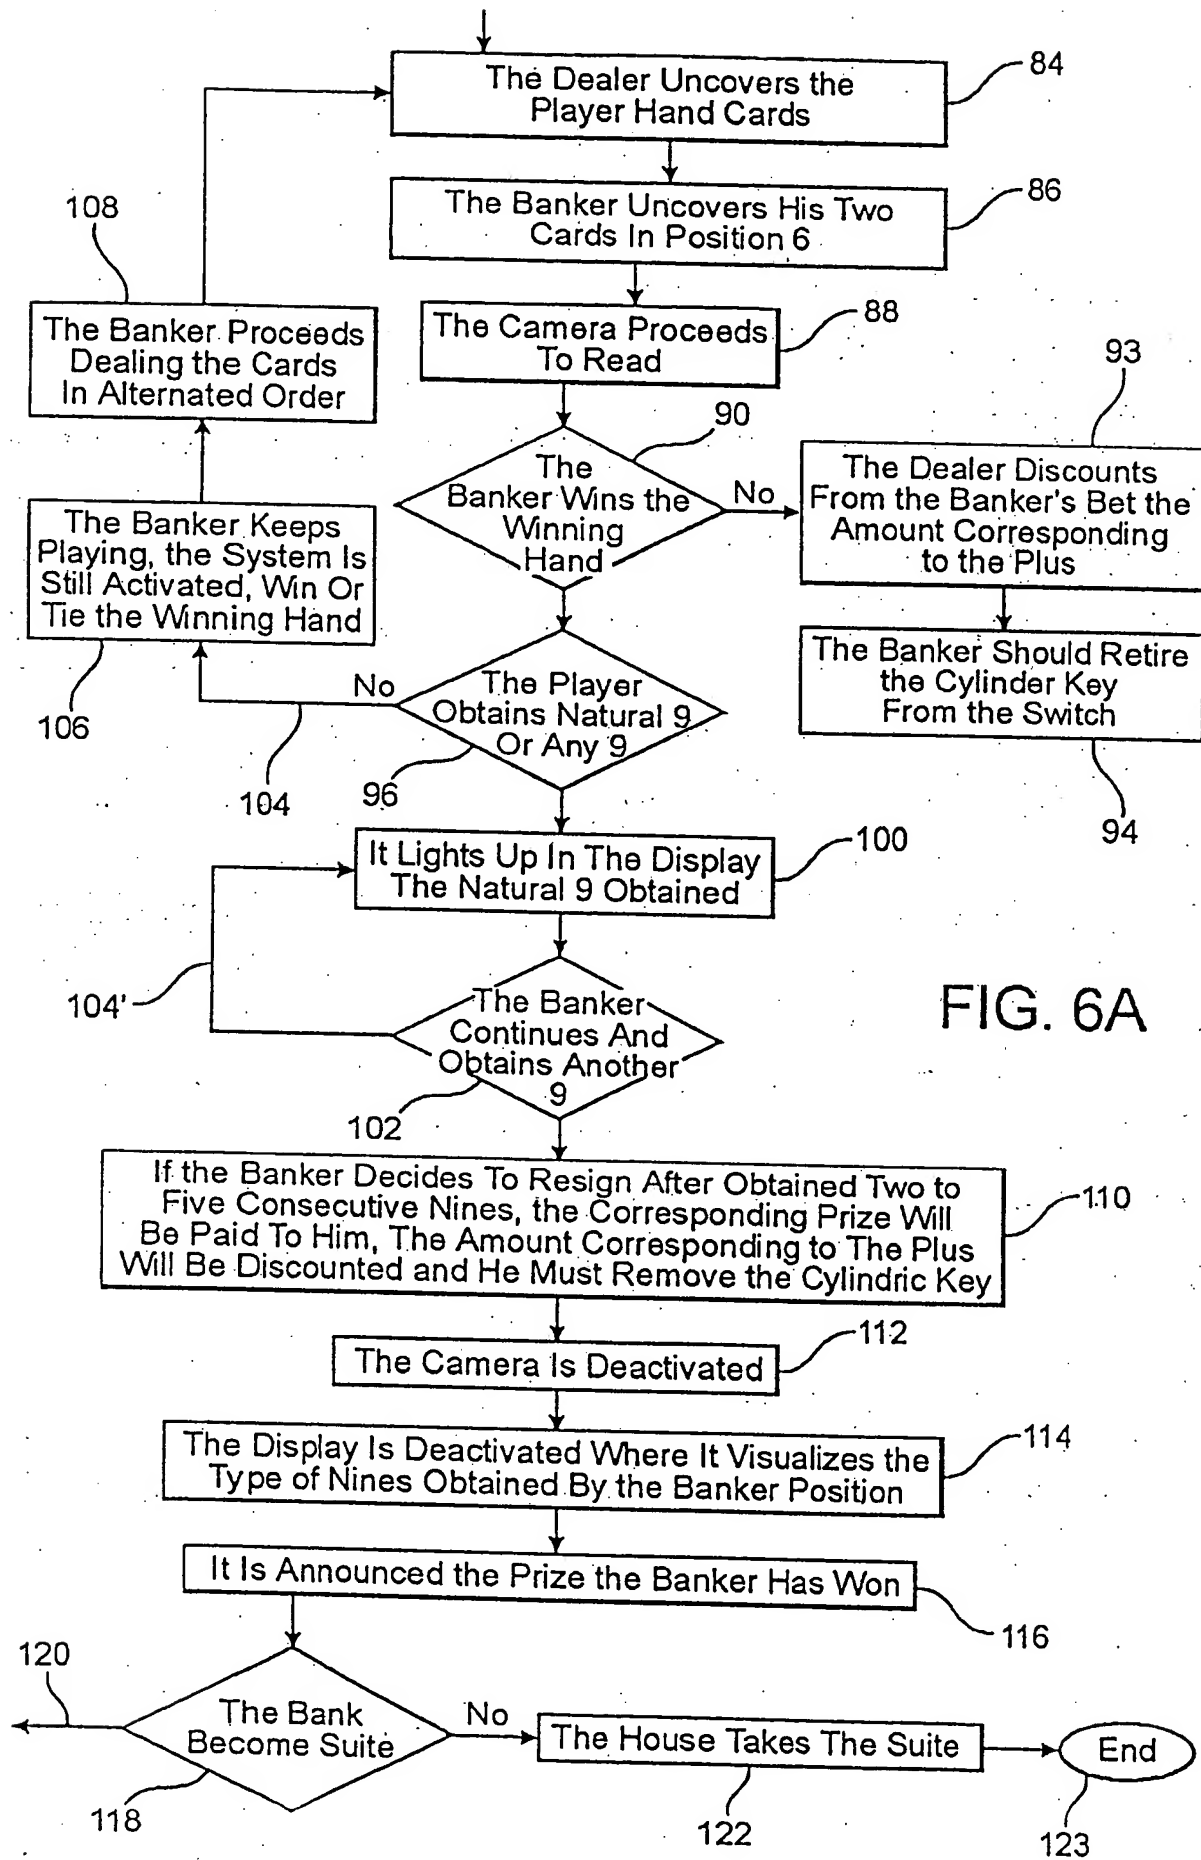 The Dealer Uncovers the
Player Hand Cards
84
The Banker Uncovers His Two
Cards In Position 6
86
108
The Banker Proceeds
Dealing the Cards
In Alternated Order
The Camera Proceeds
To Read
88
93
90
The
Banker Wins the
Winning
Hand
No
The Dealer Discounts
From the Banker's Bet the
Amount Corresponding
to the Plus
The Banker Keeps
Playing, the System Is
Still Activated, Win Or
Tie the Winning Hand
106
No
104
The Player
Obtains Natural 9
Or Any 9
96
The Banker Should Retire
the Cylinder Key
From the Switch
94
It Lights Up In The Display
The Natural 9 Obtained
100
104'
The Banker
Continues And
Obtains Another
9
102
FIG. 6A
If the Banker Decides To Resign After Obtained Two to
Five Consecutive Nines, the Corresponding Prize Will
Be Paid To Him, The Amount Corresponding to The Plus
Will Be Discounted and He Must Remove the Cylindric Key
110
The Camera Is Deactivated
112
The Display Is Deactivated Where It Visualizes the
Type of Nines Obtained By the Banker Position
114
It Is Announced the Prize the Banker Has Won
116
120
The Bank
Become Suite
118
No
The House Takes The Suite
122
End
123